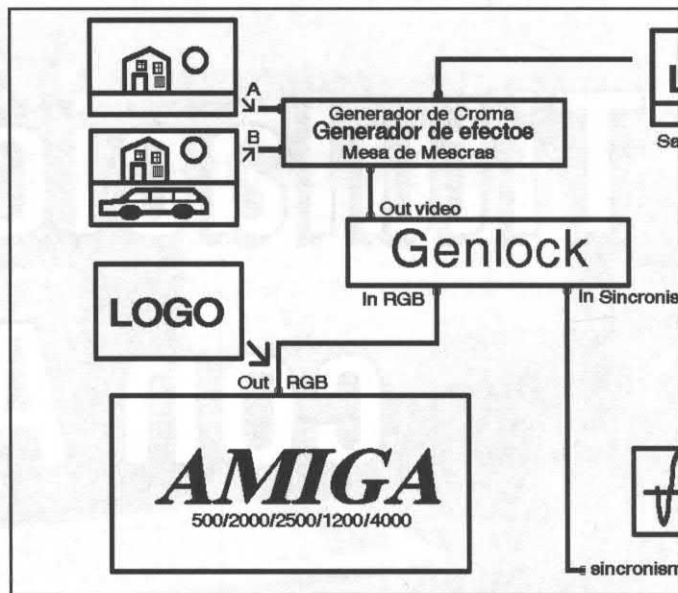 A
B
Generador de Croma
Generador de efectos
Mesa de Mescras
Out video
Genlock
In RGB
LOGO
Out RGB
AMIGA
500/2000/2500/1200/4000